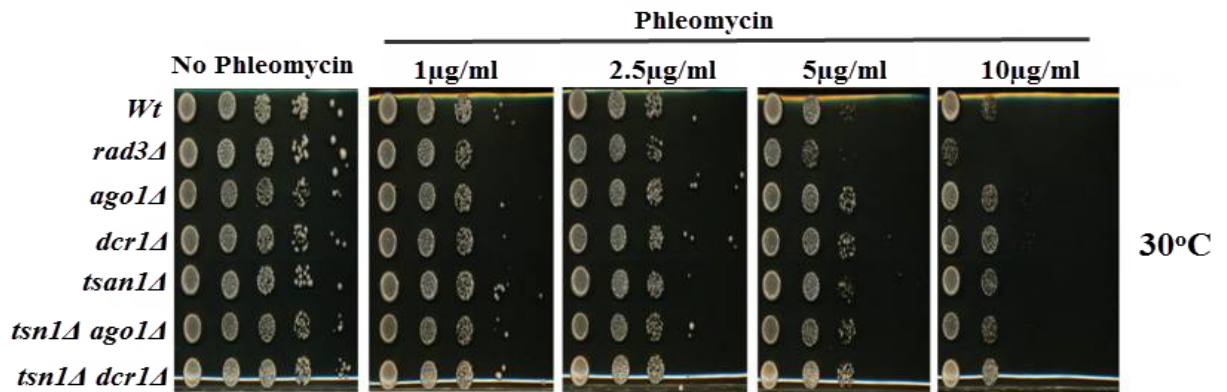 Phleomycin
No Phleomycin 1µg/ml 2.5µg/ml 5µg/ml 10µg/ml
Wt
rad3Δ
ago1Δ
dcr1Δ
tsan1Δ
tsn1Δ ago1Δ
tsn1Δ dcr1Δ
30°C